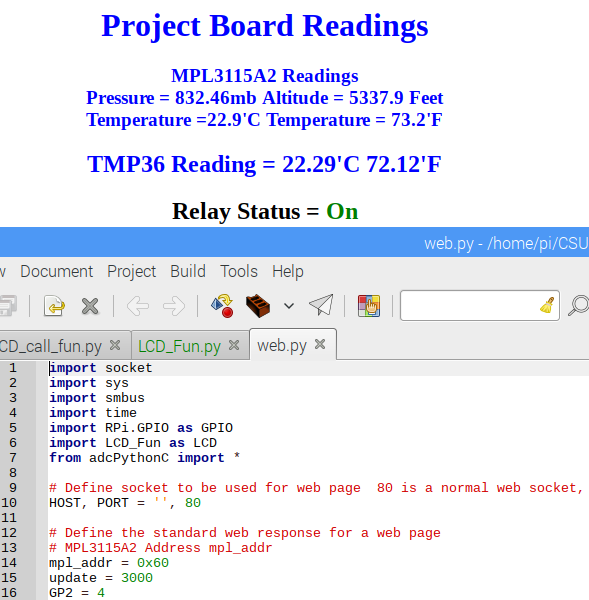 Project Board Readings
MPL3115A2 Readings
Pressure = 832.46mb Altitude = 5337.9 Feet
Temperature =22.9'C Temperature = 73.2'F
TMP36 Reading = 22.29'C 72.12'F
Relay Status = On
web.py - /home/pi/CSU
w Document Project Build Tools Help
CD_call_fun.py LCD_Fun.py web.py
1 import socket
2 import sys
3 import smbus
4 import time
5 import RPi.GPIO as GPIO
6 import LCD_Fun as LCD
7 from adcPythonC import *
8
9 # Define socket to be used for web page  80 is a normal web socket,
10 HOST, PORT = '', 80
11
12 # Define the standard web response for a web page
13 # MPL3115A2 Address mpl_addr
14 mpl_addr = 0x60
15 update = 3000
16 GP2 = 4